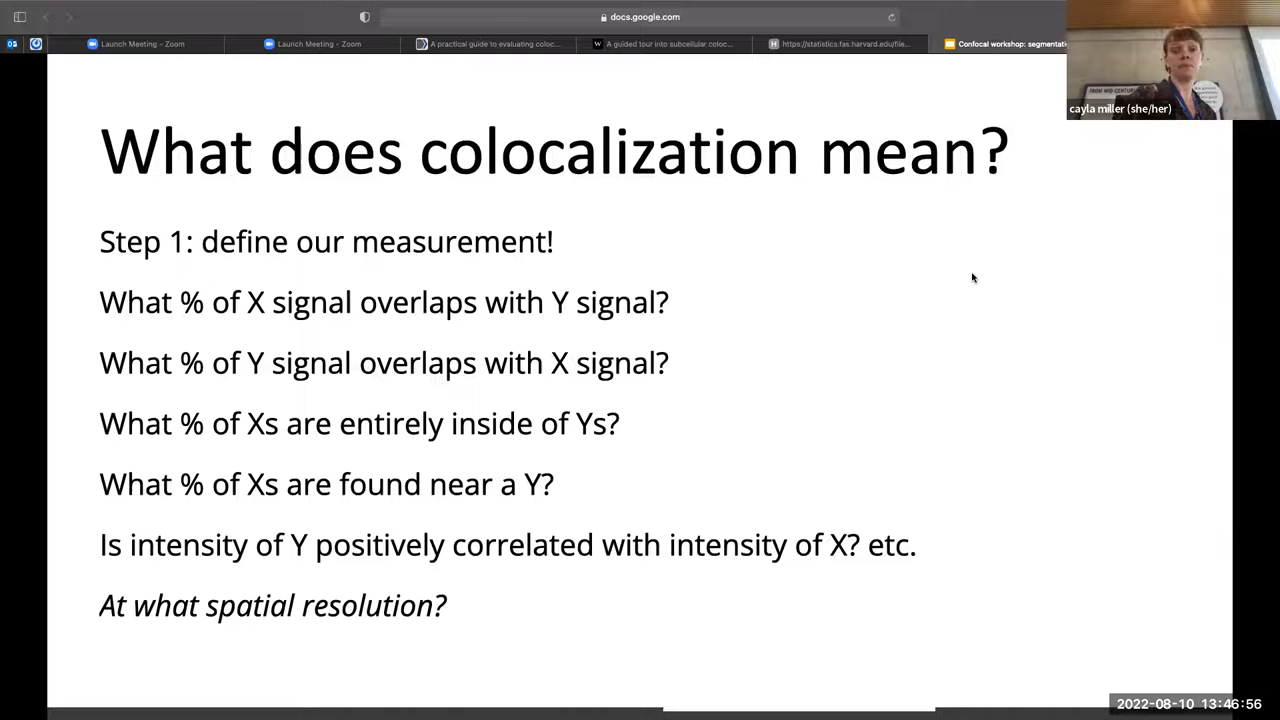 docs.google.com
Launch Meeting - Zoom
Launch Meeting - Zoom
A practical guide to evaluating coloc...
A guided tour into subcellular coloc...
https://statistics.fas.harvard.edu/file...
Confocal workshop: segmentati
FROM MID CENTURY
cayla miller (she/her)
What does colocalization mean?
Step 1: define our measurement!
What % of X signal overlaps with Y signal?
What % of Y signal overlaps with X signal?
What % of Xs are entirely inside of Ys?
What % of Xs are found near a Y?
Is intensity of Y positively correlated with intensity of X? etc.
At what spatial resolution?
2022-08-10 13:46:56